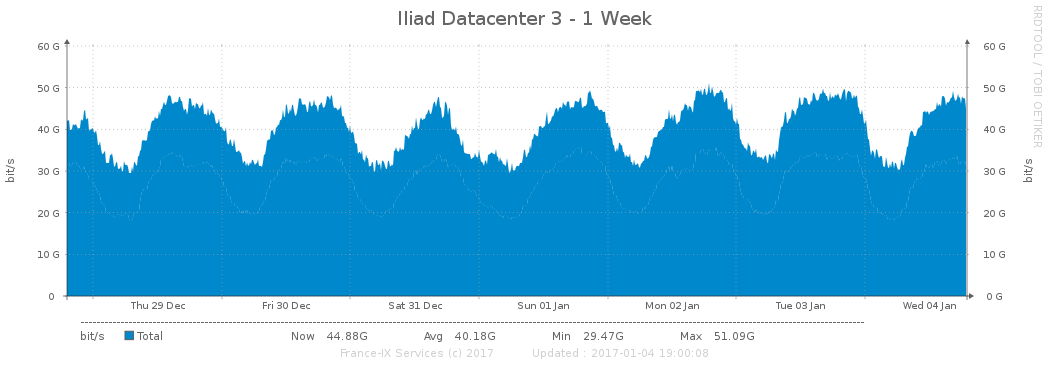 Iliad Datacenter 3 - 1 Week
RRDTOOL / TOBI OETIKER
60 G 60 G
50 G 50 G
40 G 40 G
30 G 30 G
20 G 20 G
10 G 10 G
0 0 G
bit/s bit/s
Thu 29 Dec Fri 30 Dec Sat 31 Dec Sun 01 Jan Mon 02 Jan Tue 03 Jan Wed 04 Jan
bit/s Total Now 44.88G Avg 40.18G Min 29.47G Max 51.09G
France-IX Services (c) 2017 Updated : 2017-01-04 19:00:08